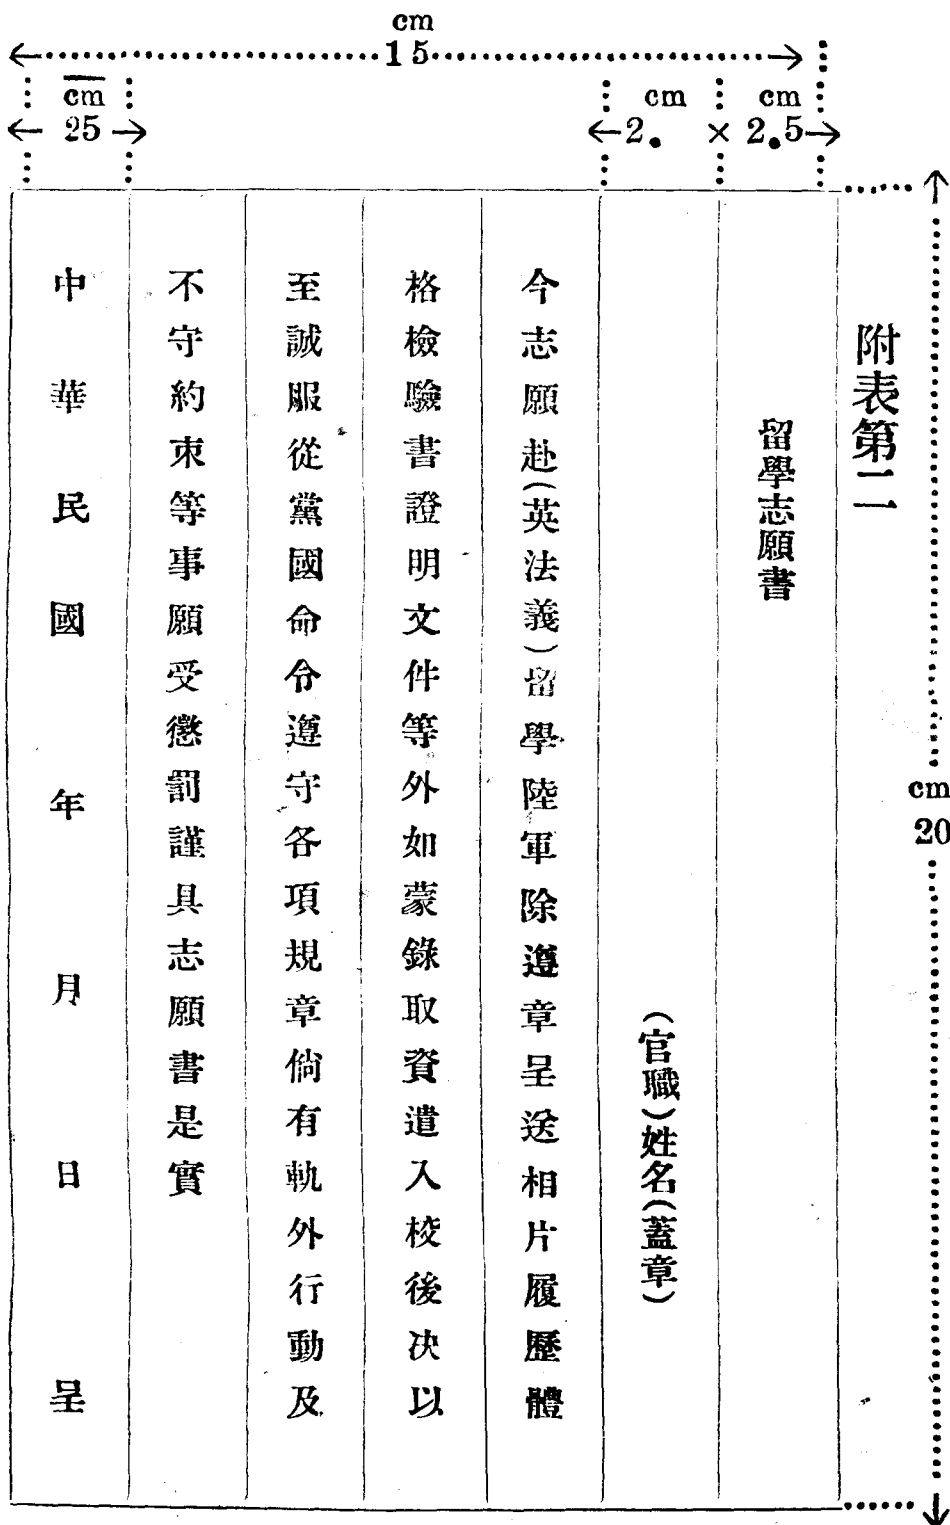 cm
15
cm
25
cm
2.
×
cm
2.5
附表第二
留學志願書
(官職)姓名(蓋章)
今志願赴(英法義)留學陸軍除遵章呈送相片履歷體
格檢驗書證明文件等外如蒙錄取資遣入校後決以
至誠服從黨國命令遵守各項規章倘有軌外行動及
不守約束等事願受懲罰謹具志願書是實
中華民國年月日呈
cm
20